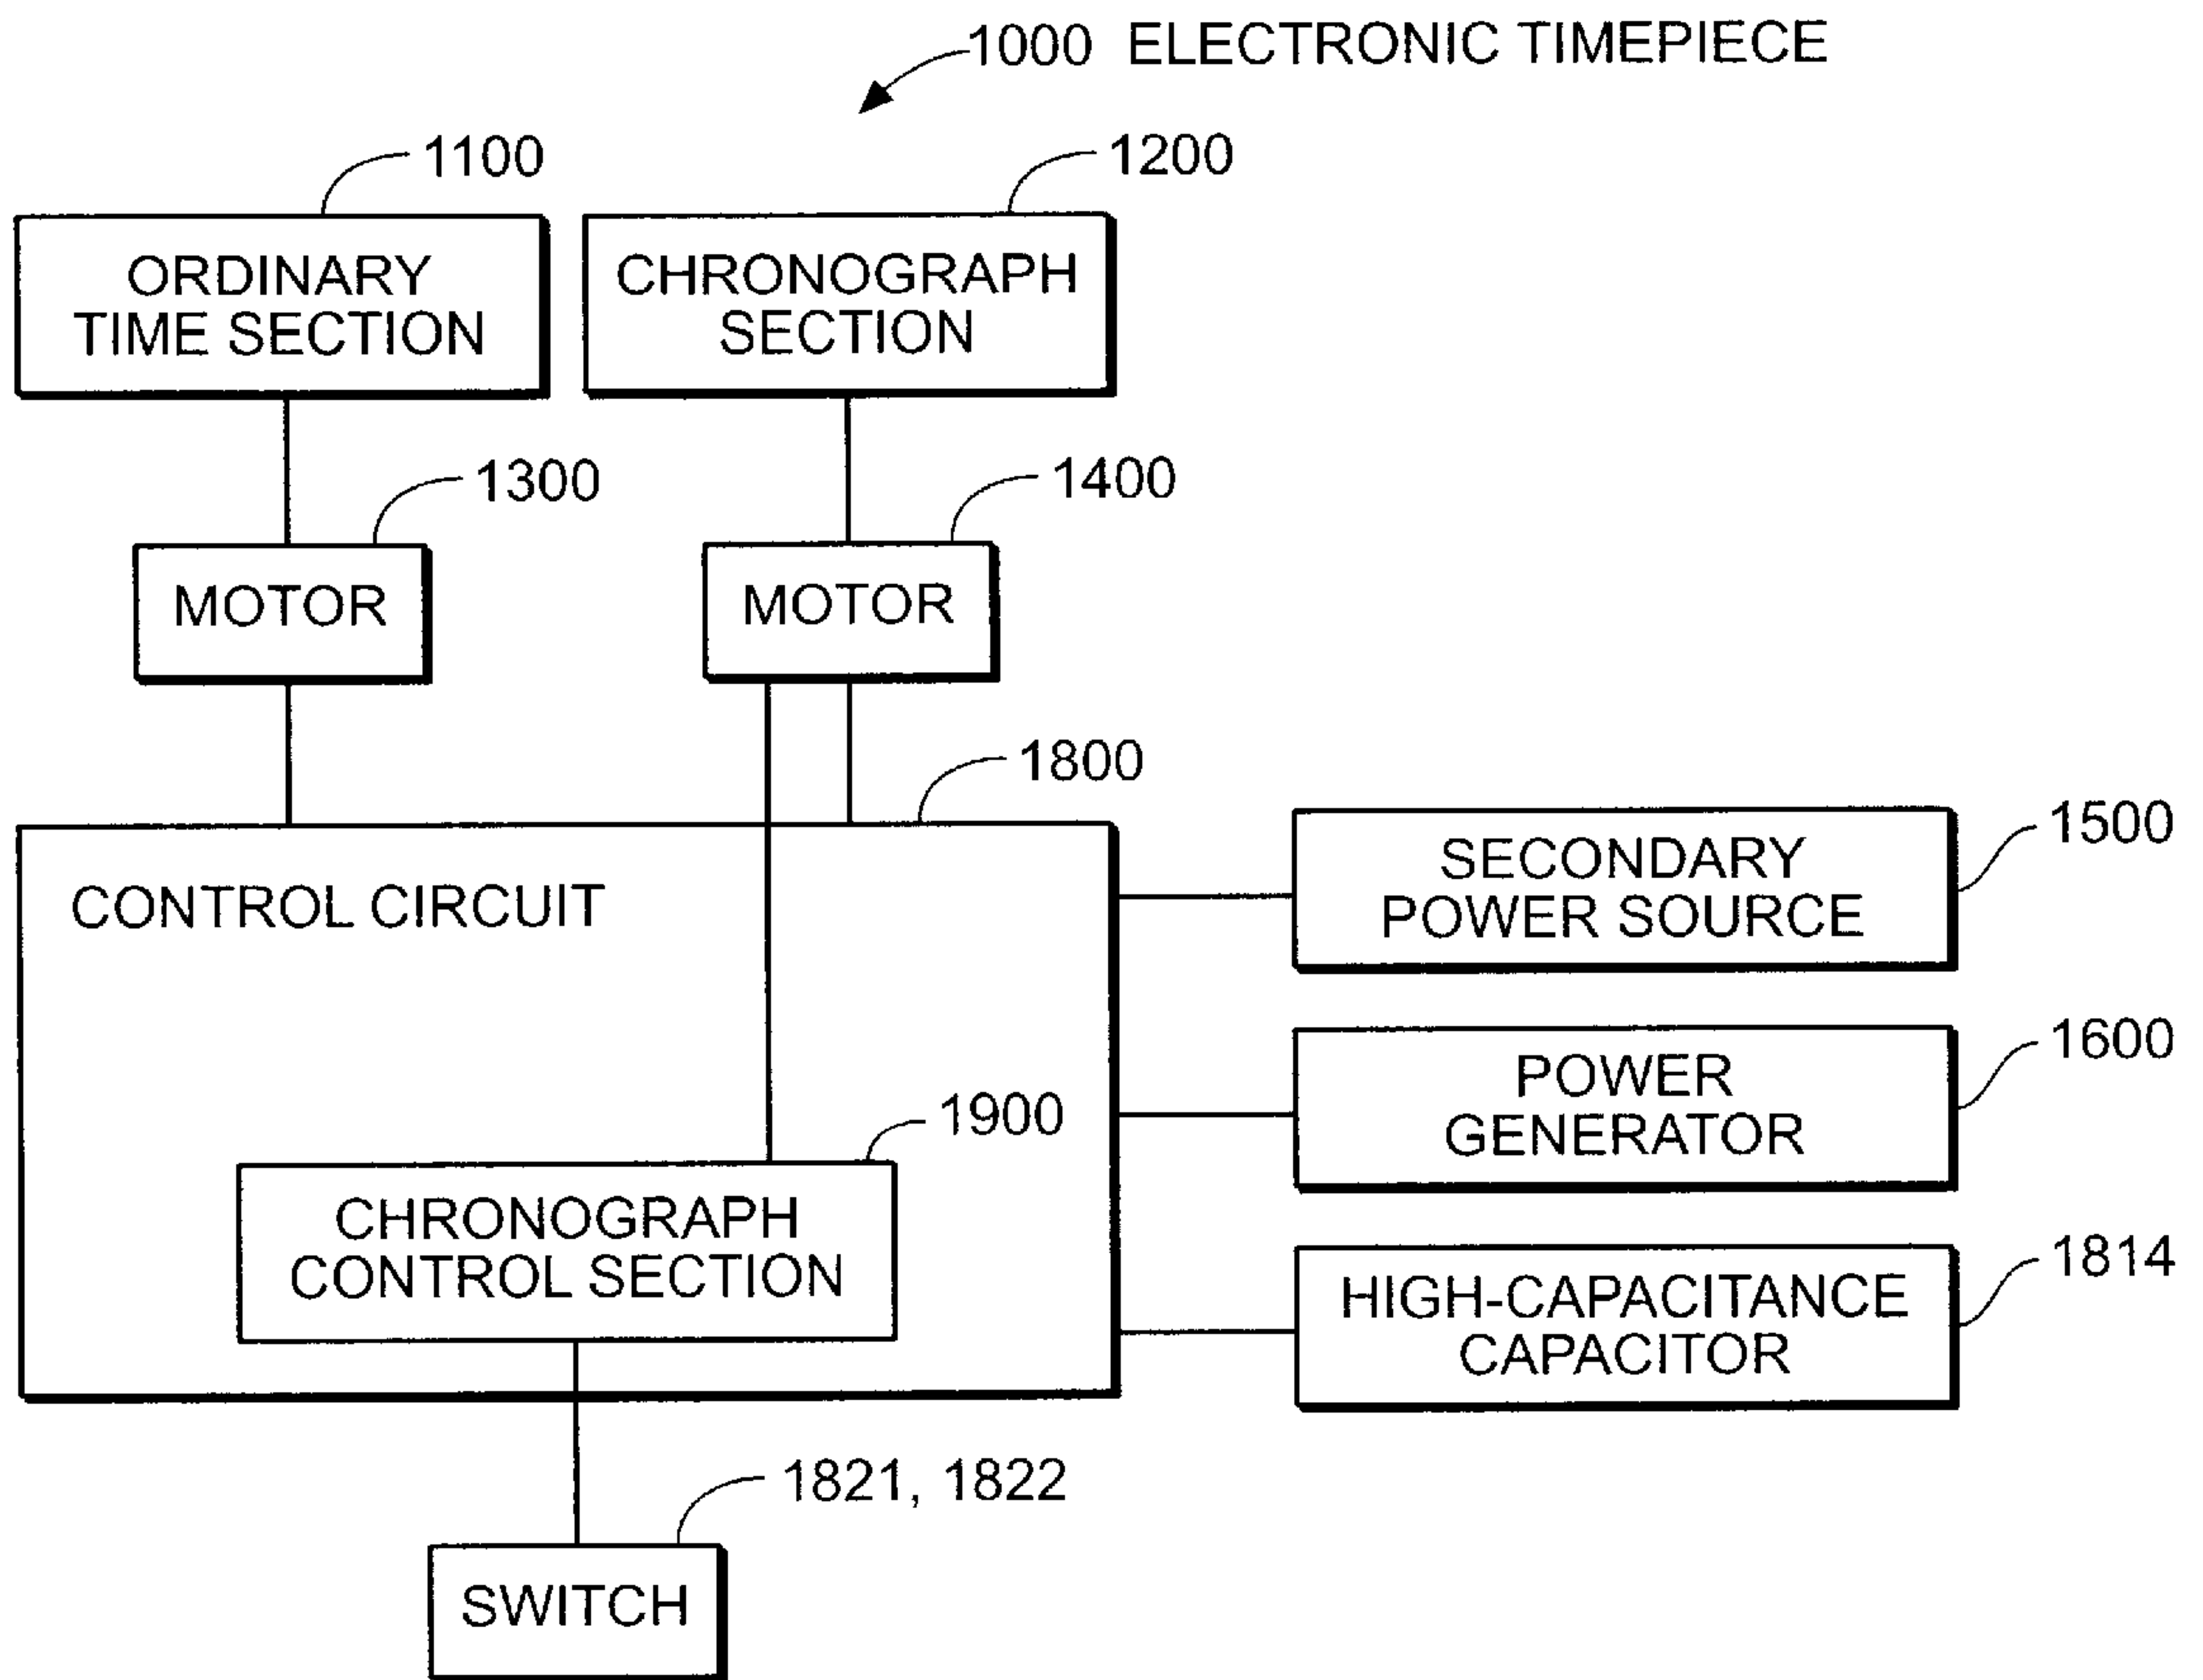 1000 ELECTRONIC TIMEPIECE
1100
1200
ORDINARY
TIME SECTION
CHRONOGRAPH
SECTION
1300
1400
MOTOR
MOTOR
1800
1500
CONTROL CIRCUIT
SECONDARY
POWER SOURCE
1600
POWER
GENERATOR
1900
CHRONOGRAPH
CONTROL SECTION
1814
HIGH-CAPACITANCE
CAPACITOR
1821, 1822
SWITCH